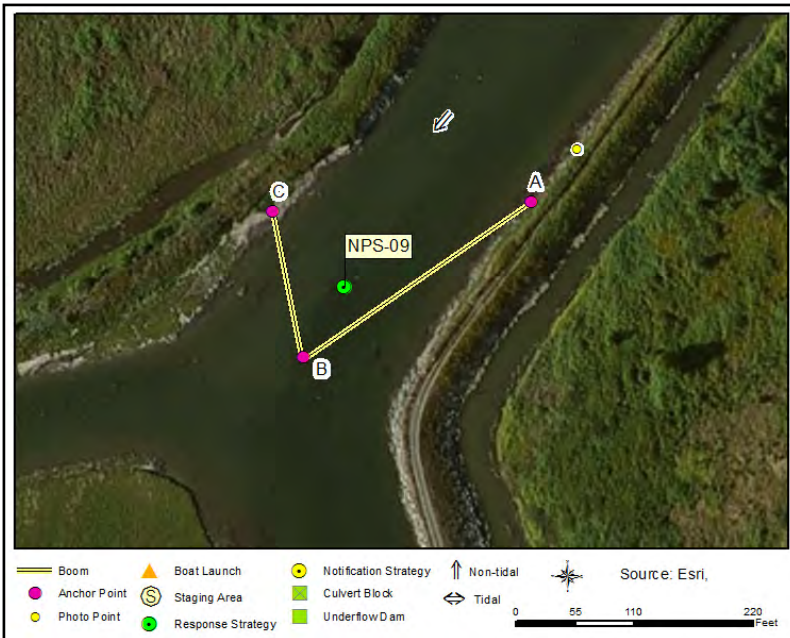 A
C
NPS-09
B
Boom
Anchor Point
Photo Point
Boat Launch
S Staging Area
Response Strategy
Notification Strategy
Culvert Block
Underflow Dam
Non-tidal
Tidal
Source: Esri,
0 55 110 220
Feet